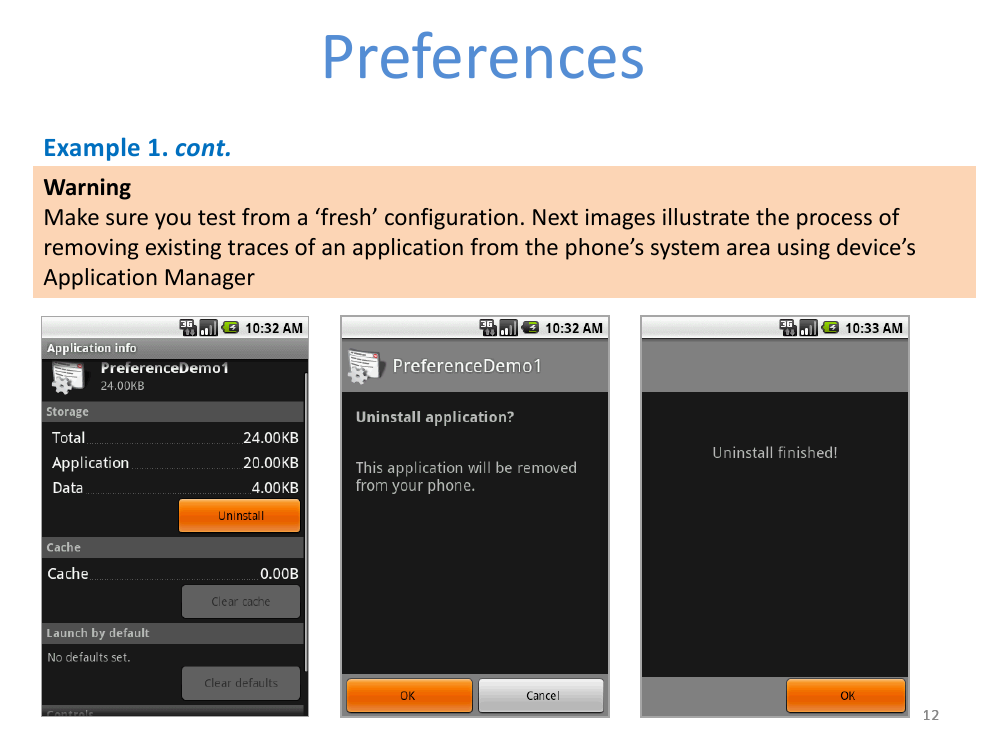 Preferences
Example 1. cont.
Warning
Make sure you test from a ‘fresh’ configuration. Next images illustrate the process of
removing existing traces of an application from the phone’s system area using device’s
Application Manager
3G 10:32 AM
Application info
PreferenceDemo1
24.00KB
Storage
Total 24.00KB
Application 20.00KB
Data 4.00KB
Uninstall
Cache
Cache 0.00B
Clear cache
Launch by default
No defaults set.
Clear defaults
Controls
3G 10:32 AM
PreferenceDemo1
Uninstall application?
This application will be removed
from your phone.
OK Cancel
3G 10:33 AM
Uninstall finished!
OK
12